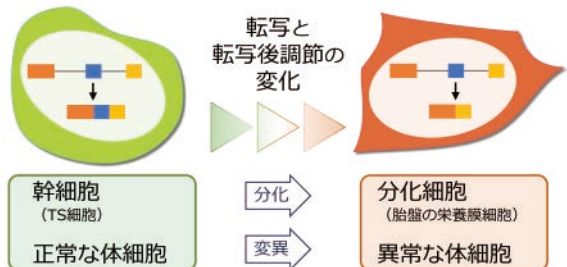 転写と
転写後調節の
変化
幹細胞
(TS細胞)
正常な体細胞
分化
変異
分化細胞
(胎盤の栄養膜細胞)
異常な体細胞